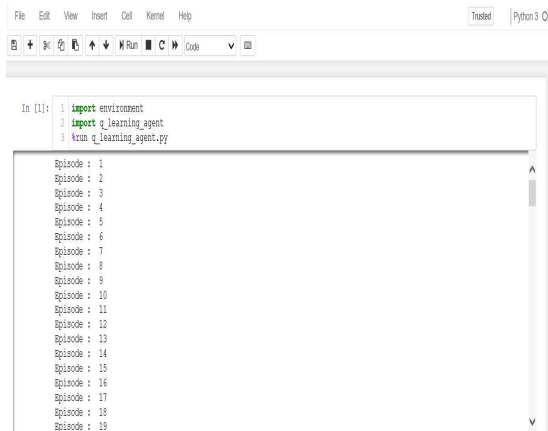 File Edit View Insert Cell Kernel Help Trusted Python 3
Run Code
In [1]: 1 import environment
2 import q_learning_agent
3 %run q_learning_agent.py
Episode : 1
Episode : 2
Episode : 3
Episode : 4
Episode : 5
Episode : 6
Episode : 7
Episode : 8
Episode : 9
Episode : 10
Episode : 11
Episode : 12
Episode : 13
Episode : 14
Episode : 15
Episode : 16
Episode : 17
Episode : 18
Episode : 19